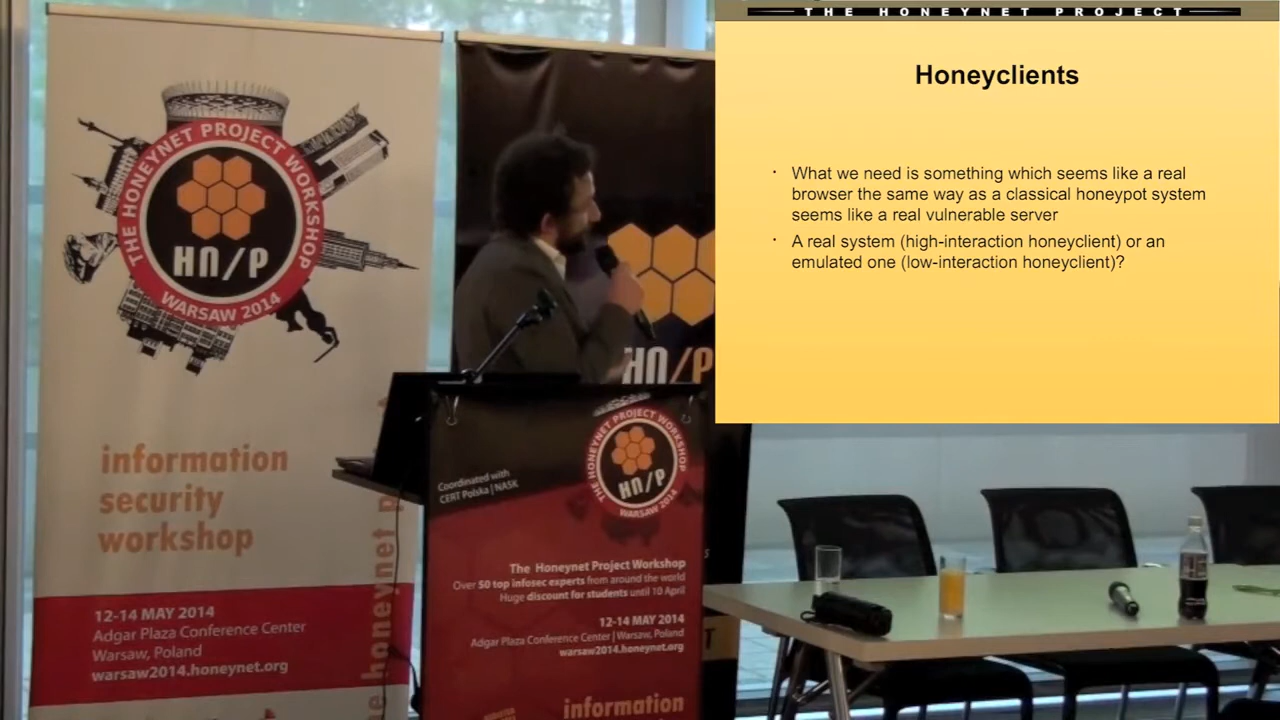 THE HONEYNET PROJECT WORKSHOP
HN/P
WARSAW 2014
information
security
workshop
12-14 MAY 2014
Adgar Plaza Conference Center
Warsaw, Poland
warsaw2014.honeynet.org
honeynet
HN/P
Coordinated with
CERT Polska | NASK
THE HONEYNET PROJECT WORKSHOP
HN/P
WARSAW 2014
The Honeynet Project Workshop
Over 50 top infosec experts from around the world
Huge discount for students until 10 April
12-14 MAY 2014
Adgar Plaza Conference Center | Warsaw, Poland
warsaw2014.honeynet.org
information
THE HONEYNET PROJECT
Honeyclients
· What we need is something which seems like a real
browser the same way as a classical honeypot system
seems like a real vulnerable server
· A real system (high-interaction honeyclient) or an
emulated one (low-interaction honeyclient)?